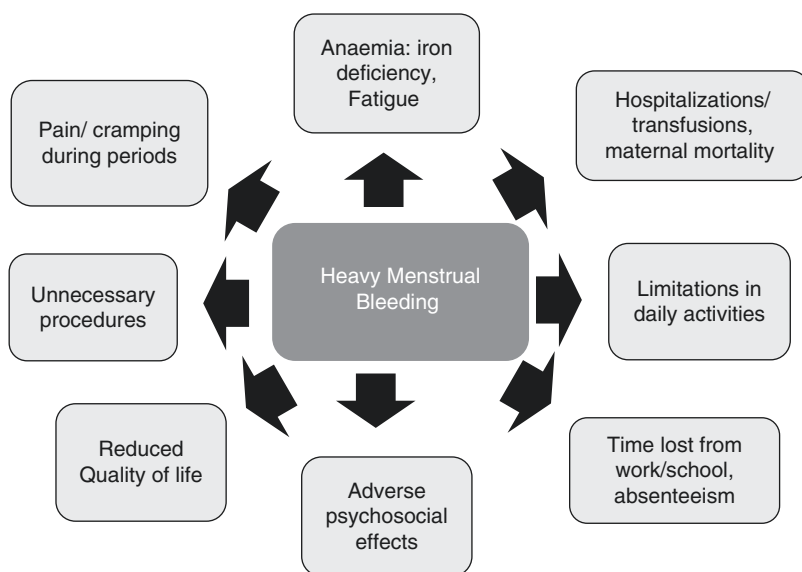 Anaemia: iron
deficiency,
Fatigue
Pain/ cramping
during periods
Hospitalizations/
transfusions,
maternal mortality
Heavy Menstrual
Bleeding
Unnecessary
procedures
Limitations in
daily activities
Reduced
Quality of life
Adverse
psychosocial
effects
Time lost from
work/school,
absenteeism